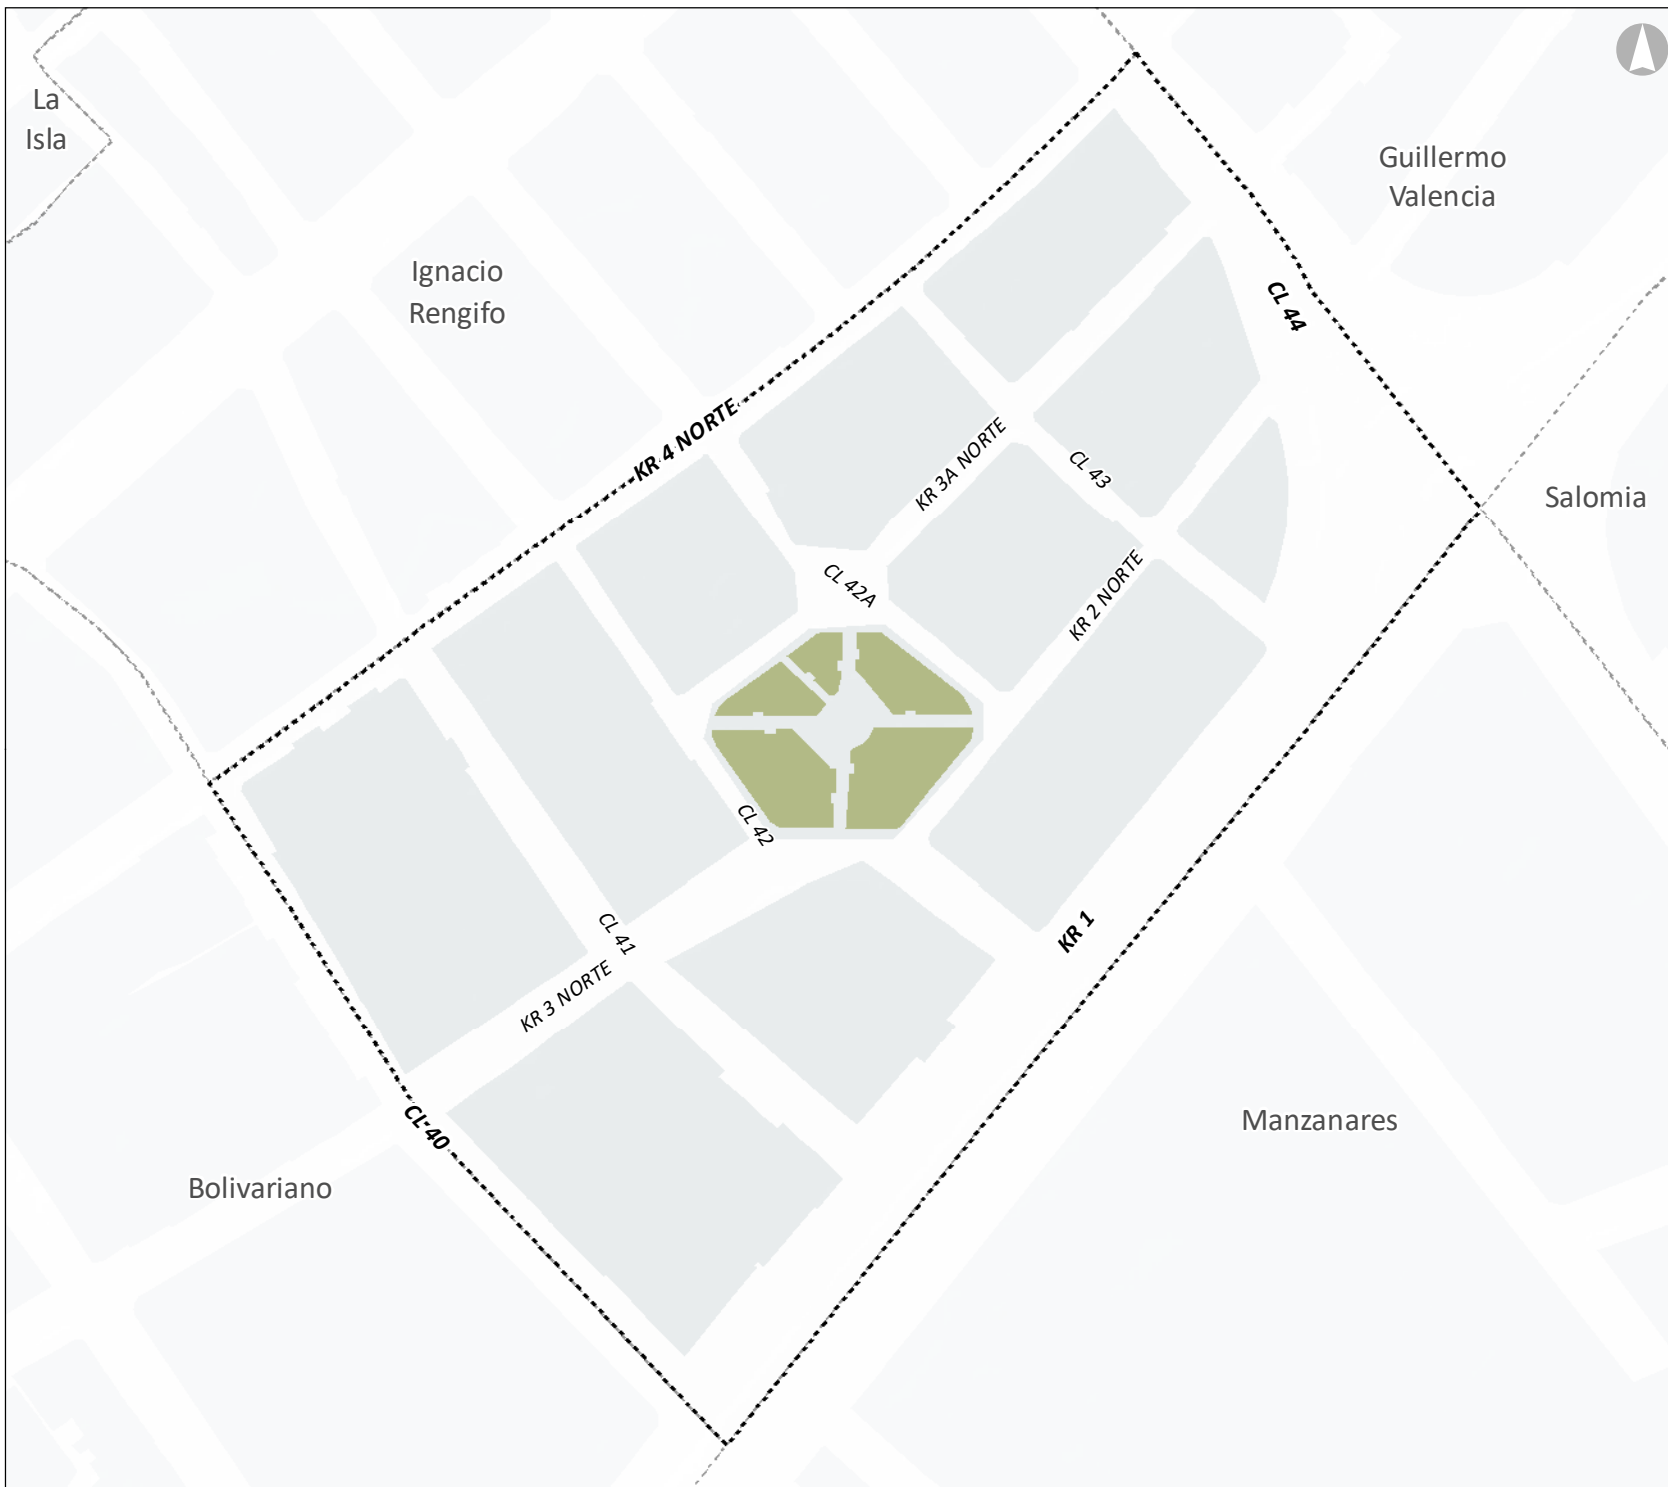 La
Isla
Guillermo
Valencia
Ignacio
Rengifo
CL 44
KR 4 NORTE
KR 3A NORTE
CL 43
Salomia
CL 42A
KR 2 NORTE
CL 42
CL 41
KR 1
KR 3 NORTE
CL 40
Manzanares
Bolivariano